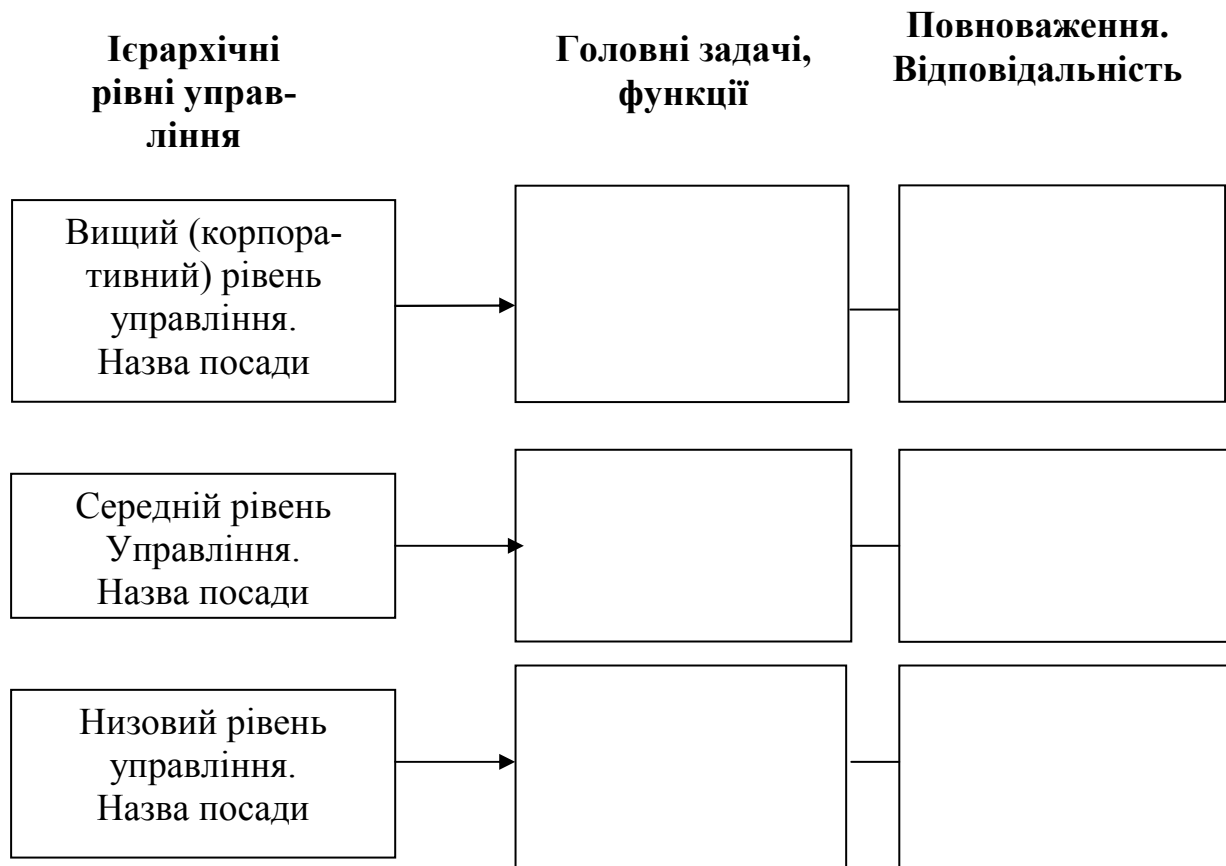 Ієрархічні
рівні управ-
ління
Головні задачі,
функції
Повноваження.
Відповідальність
Вищий (корпора-
тивний) рівень
управління.
Назва посади
Середній рівень
Управління.
Назва посади
Низовий рівень
управління.
Назва посади